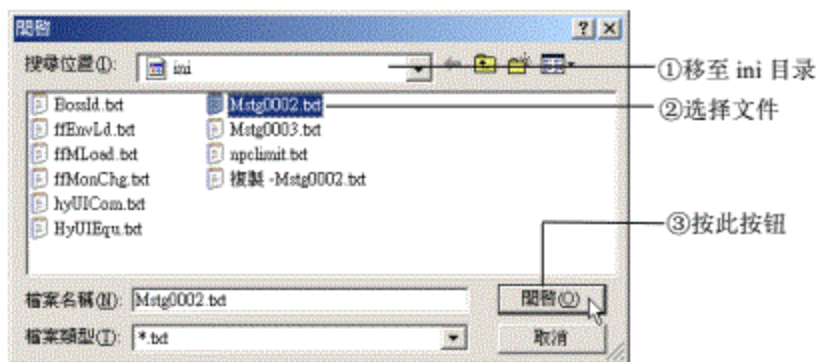 開啓
搜尋位置(I): ini
①移至 ini 目录
BossId.txt
ffEnvLd.txt
ffMLoad.txt
ffMonChg.txt
hyUICom.txt
HyUIEqu.txt
Mstg0002.txt
Mstg0003.txt
npclimit.txt
複製 -Mstg0002.txt
②选择文件
③按此按钮
檔案名稱(N): Mstg0002.txt
開啓(O)
檔案類型(T): *.txt
取消